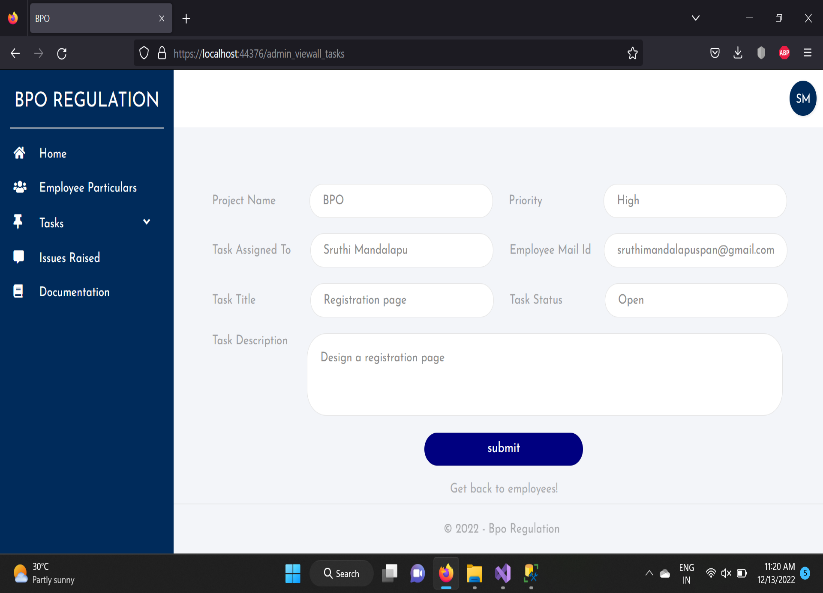 BPO
https://localhost:44376/admin_viewall_tasks
ABP
BPO REGULATION
SM
Home
Employee Particulars
Tasks
Issues Raised
Documentation
Project Name BPO Priority High
Task Assigned To Sruthi Mandalapu Employee Mail Id sruthimandalapuspan@gmail.com
Task Title Registration page Task Status Open
Task Description
Design a registration page
submit
Get back to employees!
© 2022 - Bpo Regulation
30°C
Partly sunny
Search
ENG
IN
11:20 AM
12/13/2022
5